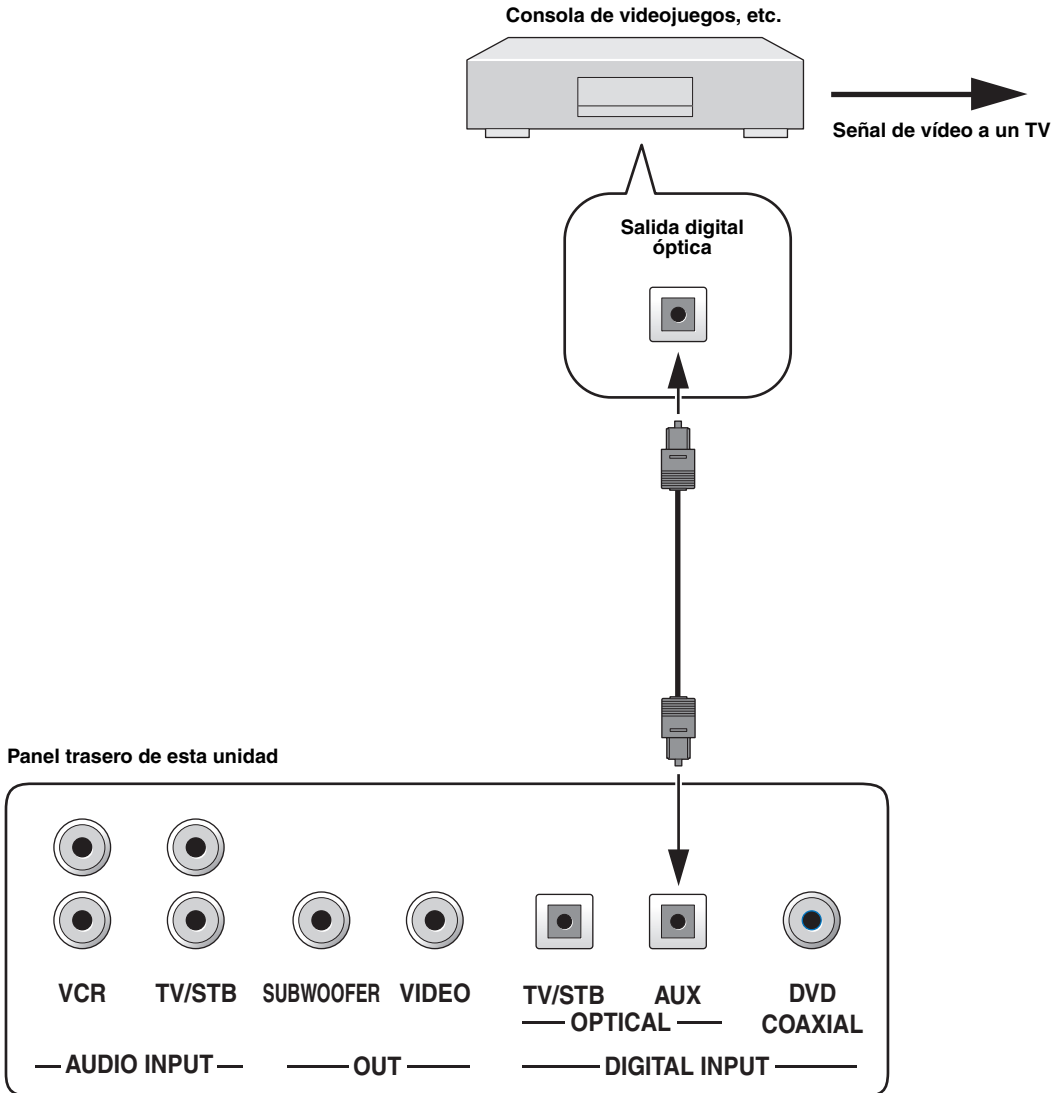 Consola de videojuegos, etc.
Señal de vídeo a un TV
Salida digital
óptica
Panel trasero de esta unidad
VCR TV/STB SUBWOOFER VIDEO TV/STB AUX DVD
OPTICAL COAXIAL
AUDIO INPUT OUT DIGITAL INPUT